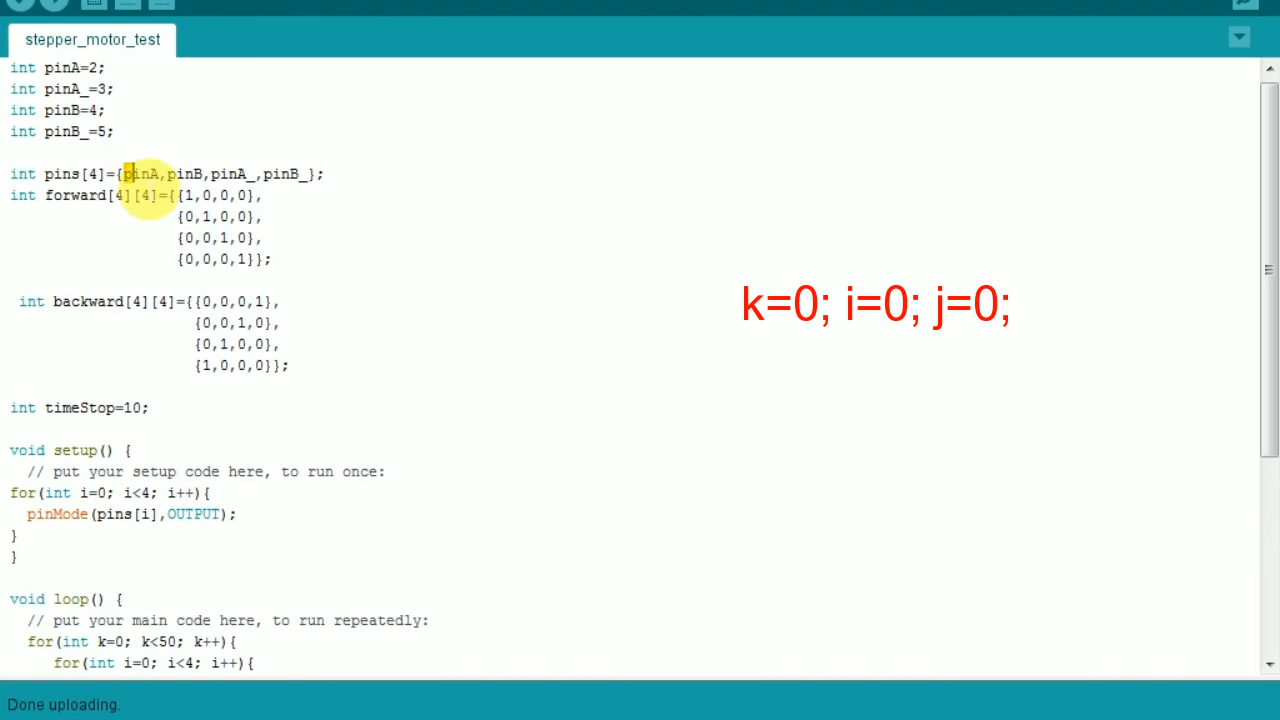 stepper_motor_test
int pinA=2;
int pinA_=3;
int pinB=4;
int pinB_=5;
int pins[4]={pinA,pinB,pinA_,pinB_};
int forward[4][4]={{1,0,0,0},
{0,1,0,0},
{0,0,1,0},
{0,0,0,1}};
int backward[4][4]={{0,0,0,1},
{0,0,1,0},
{0,1,0,0},
{1,0,0,0}};
k=0; i=0; j=0;
int timeStop=10;
void setup() {
// put your setup code here, to run once:
for(int i=0; i<4; i++){
pinMode(pins[i],OUTPUT);
}
}
void loop() {
// put your main code here, to run repeatedly:
for(int k=0; k<50; k++){
for(int i=0; i<4; i++){
Done uploading.